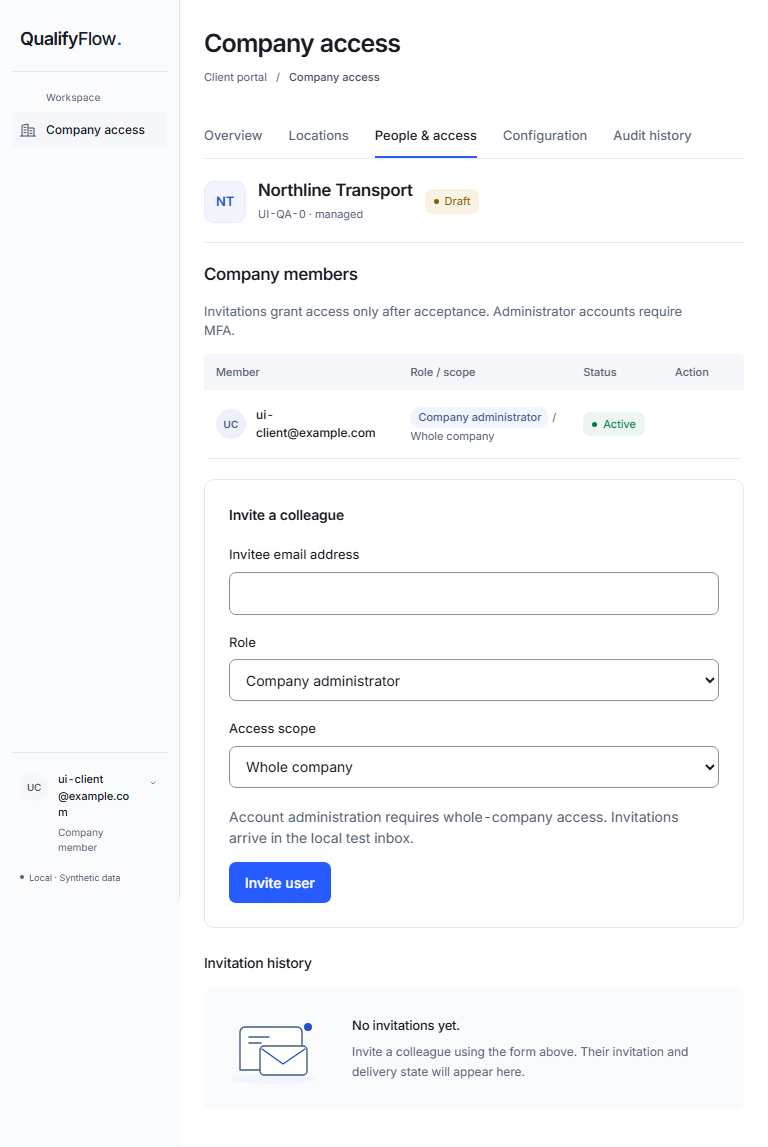 QualifyFlow.
Workspace
Company access
UC
ui-client
@example.co
m
Company
member
Local · Synthetic data
Company access
Client portal / Company access
Overview Locations People & access Configuration Audit history
NT
Northline Transport
UI-QA-0 · managed
Draft
Company members
Invitations grant access only after acceptance. Administrator accounts require
MFA.
Member Role / scope Status Action
UC
ui-
client@example.com
Company administrator /
Whole company
Active
Invite a colleague
Invitee email address
Role
Company administrator
Access scope
Whole company
Account administration requires whole-company access. Invitations
arrive in the local test inbox.
Invite user
Invitation history
No invitations yet.
Invite a colleague using the form above. Their invitation and
delivery state will appear here.